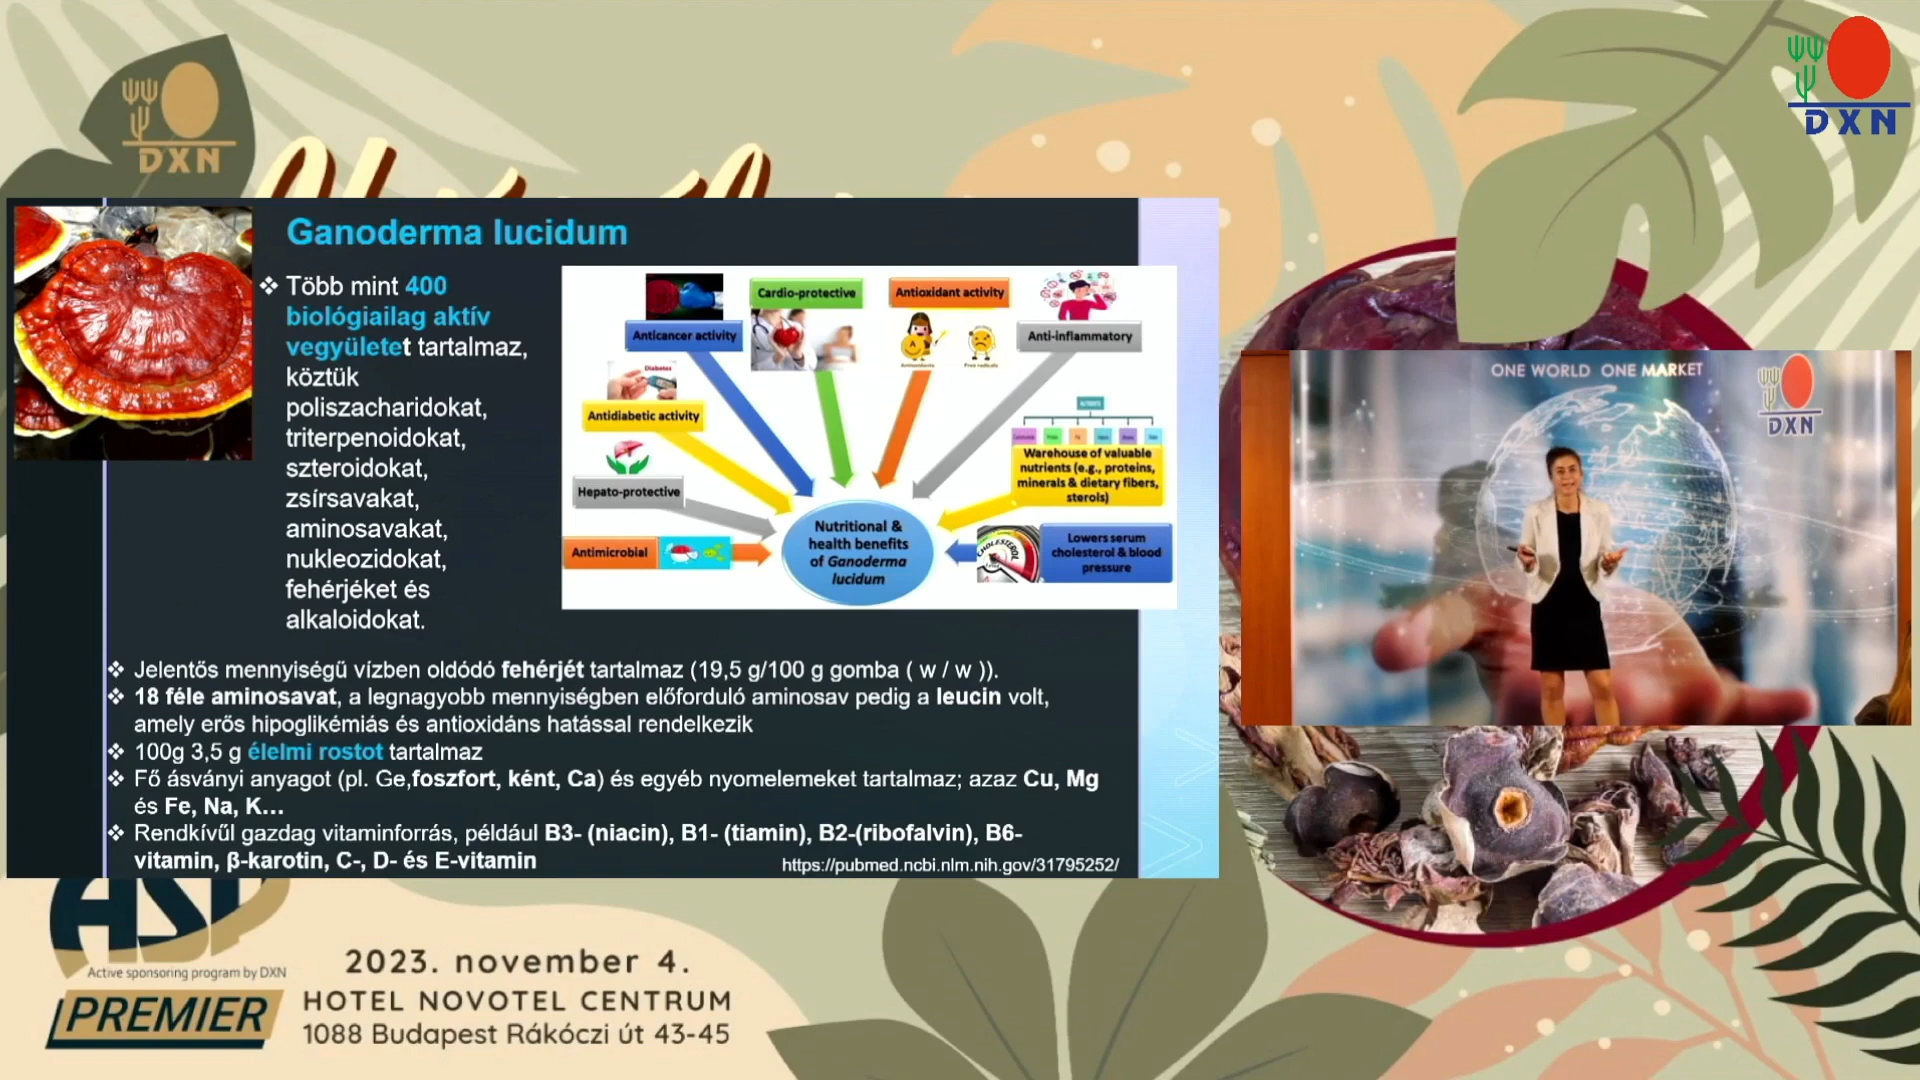 DXN
DXN
Ganoderma lucidum
❖ Több mint 400
biológiailag aktív
vegyületet tartalmaz,
köztük
poliszacharidokat,
triterpenoidokat,
szteroidokat,
zsírsavakat,
aminosavakat,
nukleozidokat,
fehérjéket és
alkaloidokat.
Cardio-protective
Antioxidant activity
Anticancer activity
Anti-inflammatory
Antioxidants
Free radicals
Diabetes
Antidiabetic activity
Warehouse of valuable
nutrients (e.g., proteins,
minerals & dietary fibers,
sterols)
Hepato-protective
Nutritional &
health benefits
of Ganoderma
lucidum
Antimicrobial
CHOLESTEROL
Lowers serum
cholesterol & blood
pressure
❖ Jelentős mennyiségű vízben oldódó fehérjét tartalmaz (19,5 g/100 g gomba ( w / w )).
❖ 18 féle aminosavat, a legnagyobb mennyiségben előforduló aminosav pedig a leucin volt,
amely erős hipoglikémiás és antioxidáns hatással rendelkezik
❖ 100g 3,5 g élelmi rostot tartalmaz
❖ Fő ásványi anyagot (pl. Ge,foszfort, ként, Ca) és egyéb nyomelemeket tartalmaz; azaz Cu, Mg
és Fe, Na, K...
❖ Rendkívűl gazdag vitaminforrás, például B3- (niacin), B1- (tiamin), B2-(ribofalvin), B6-
vitamin, β-karotin, C-, D- és E-vitamin
https://pubmed.ncbi.nlm.nih.gov/31795252/
ONE WORLD ONE MARKET
DXN
ASP
Active sponsoring program by DXN
PREMIER
2023. november 4.
HOTEL NOVOTEL CENTRUM
1088 Budapest Rákóczi út 43-45